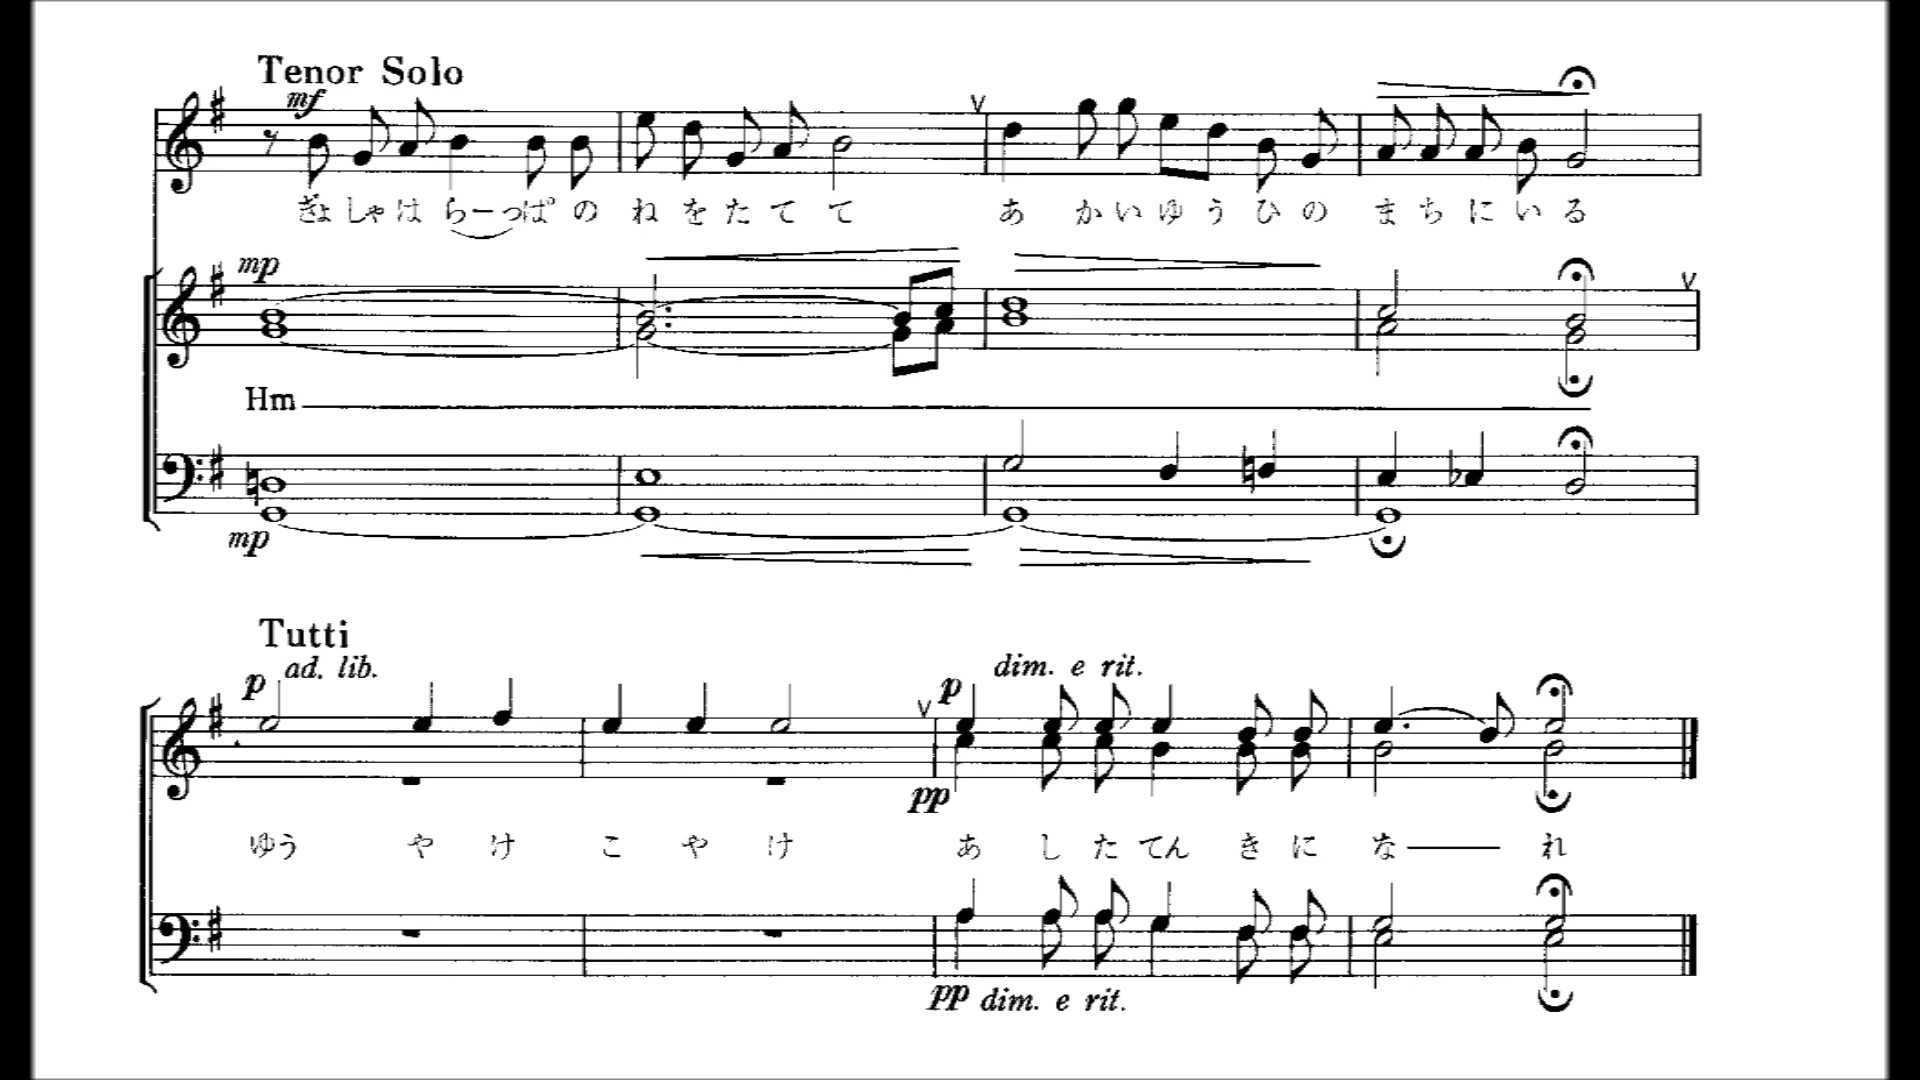 Tenor Solo
mf
ぎょしゃは らーっぱ の ねをたてて あ かいゆうひの まちにいる
mp
Hm
mp
Tutti
p ad. lib.
p dim. e rit.
pp
ゆう やけ こやけ あ したてん きに な れ
pp dim. e rit.